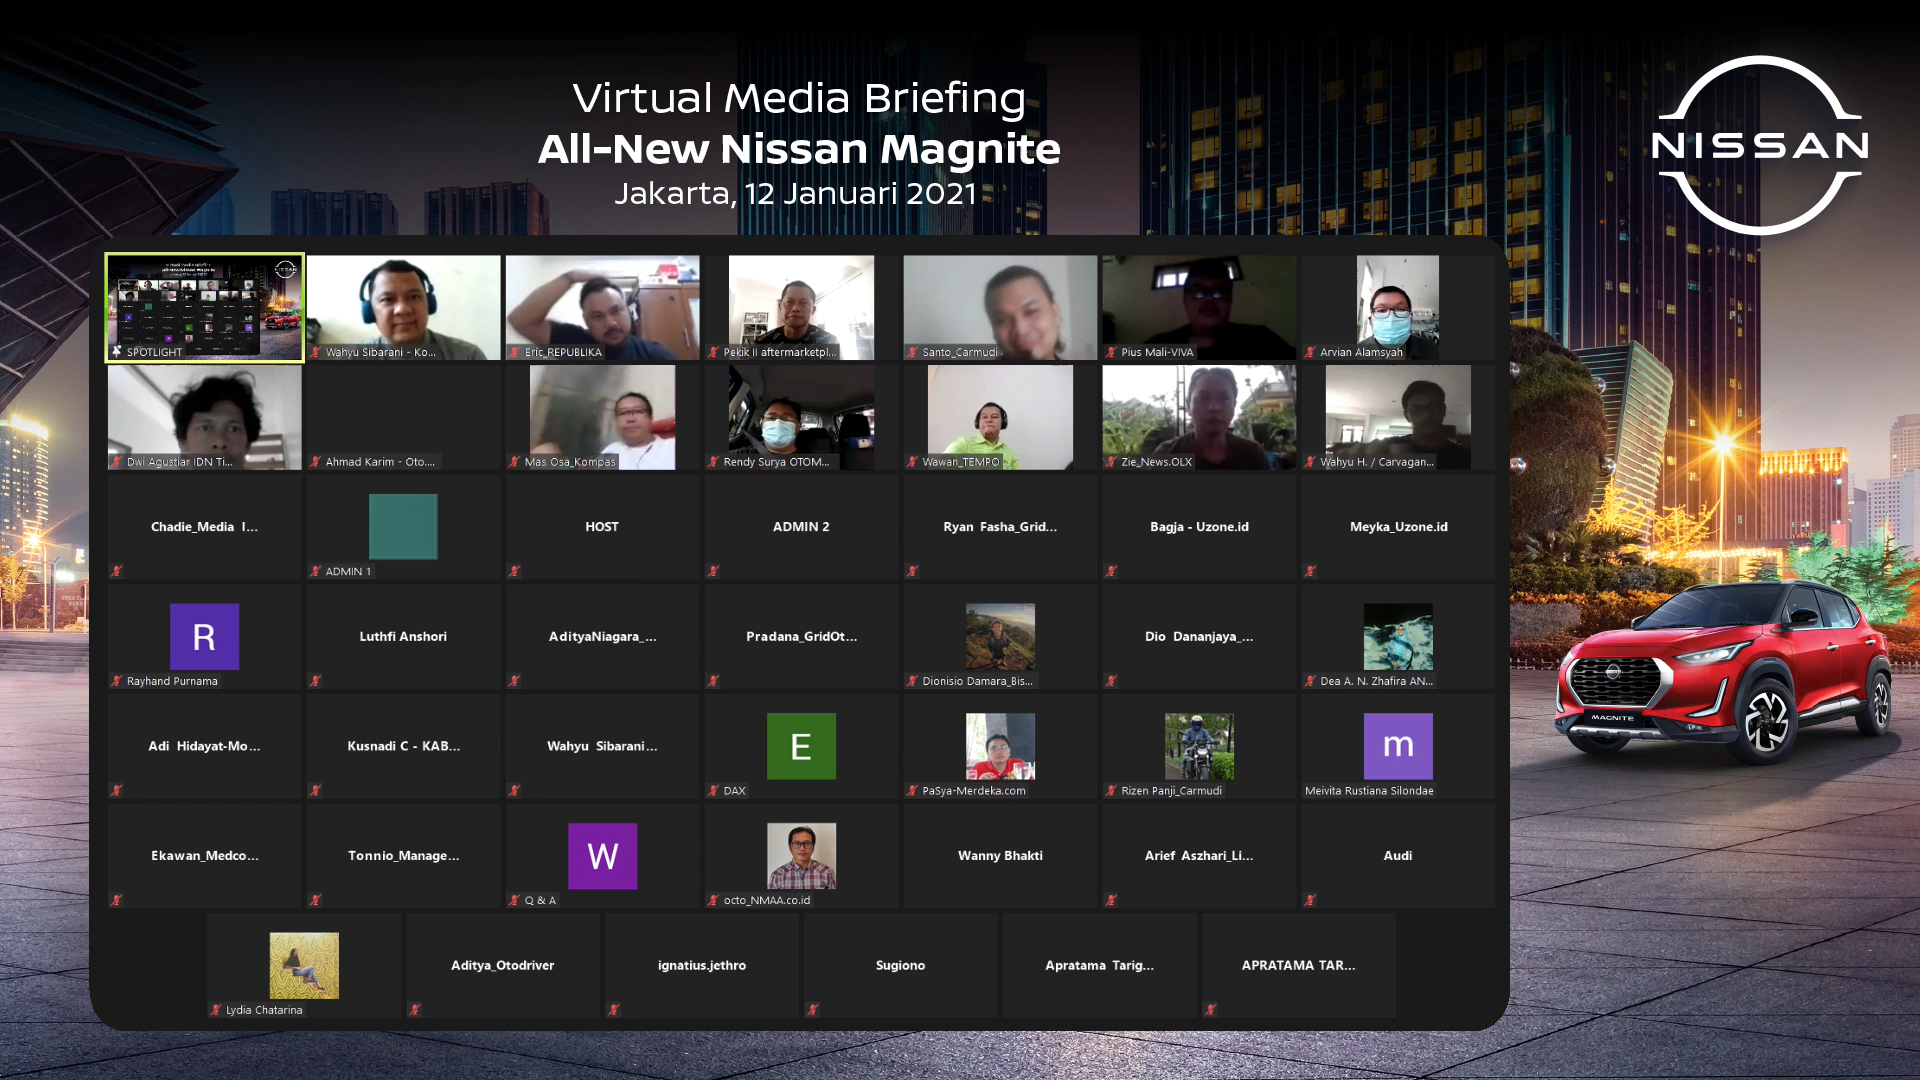 Virtual Media Briefing
All-New Nissan Magnite
Jakarta, 12 Januari 2021
NISSAN
SPOTLIGHT
Wahyu Sibarani - Ko...
Eric_REPUBLIKA
Pekik II aftermarketpl...
Santo_Carmudi
Pius Mali-VIVA
Arvian Alamsyah
Dwi Agustiar IDN Ti...
Ahmad Karim - Oto....
Mas Osa_Kompas
Rendy Surya OTOM...
Wawan_TEMPO
Zie_News.OLX
Wahyu H. / Carvagan...
Chadie_Media I...
ADMIN 1
HOST
ADMIN 2
Ryan Fasha_Grid...
Bagja - Uzone.id
Meyka_Uzone.id
R
Rayhand Purnama
Luthfi Anshori
AdityaNiagara_...
Pradana_GridOt...
Dionisio Damara_Bis...
Dio Dananjaya_...
Dea A. N. Zhafira AN...
Adi Hidayat-Mo...
Kusnadi C - KAB...
Wahyu Sibarani...
E
DAX
PaSya-Merdeka.com
Rizen Panji_Carmudi
m
Meivita Rustiana Silondae
Ekawan_Medco...
Tonnio_Manage...
W
Q & A
octo_NMAA.co.id
Wanny Bhakti
Arief Aszhari_Li...
Audi
Lydia Chatarina
Aditya_Otodriver
ignatius.jethro
Sugiono
Apratama Tarig...
APRATAMA TAR...
MAGNITE